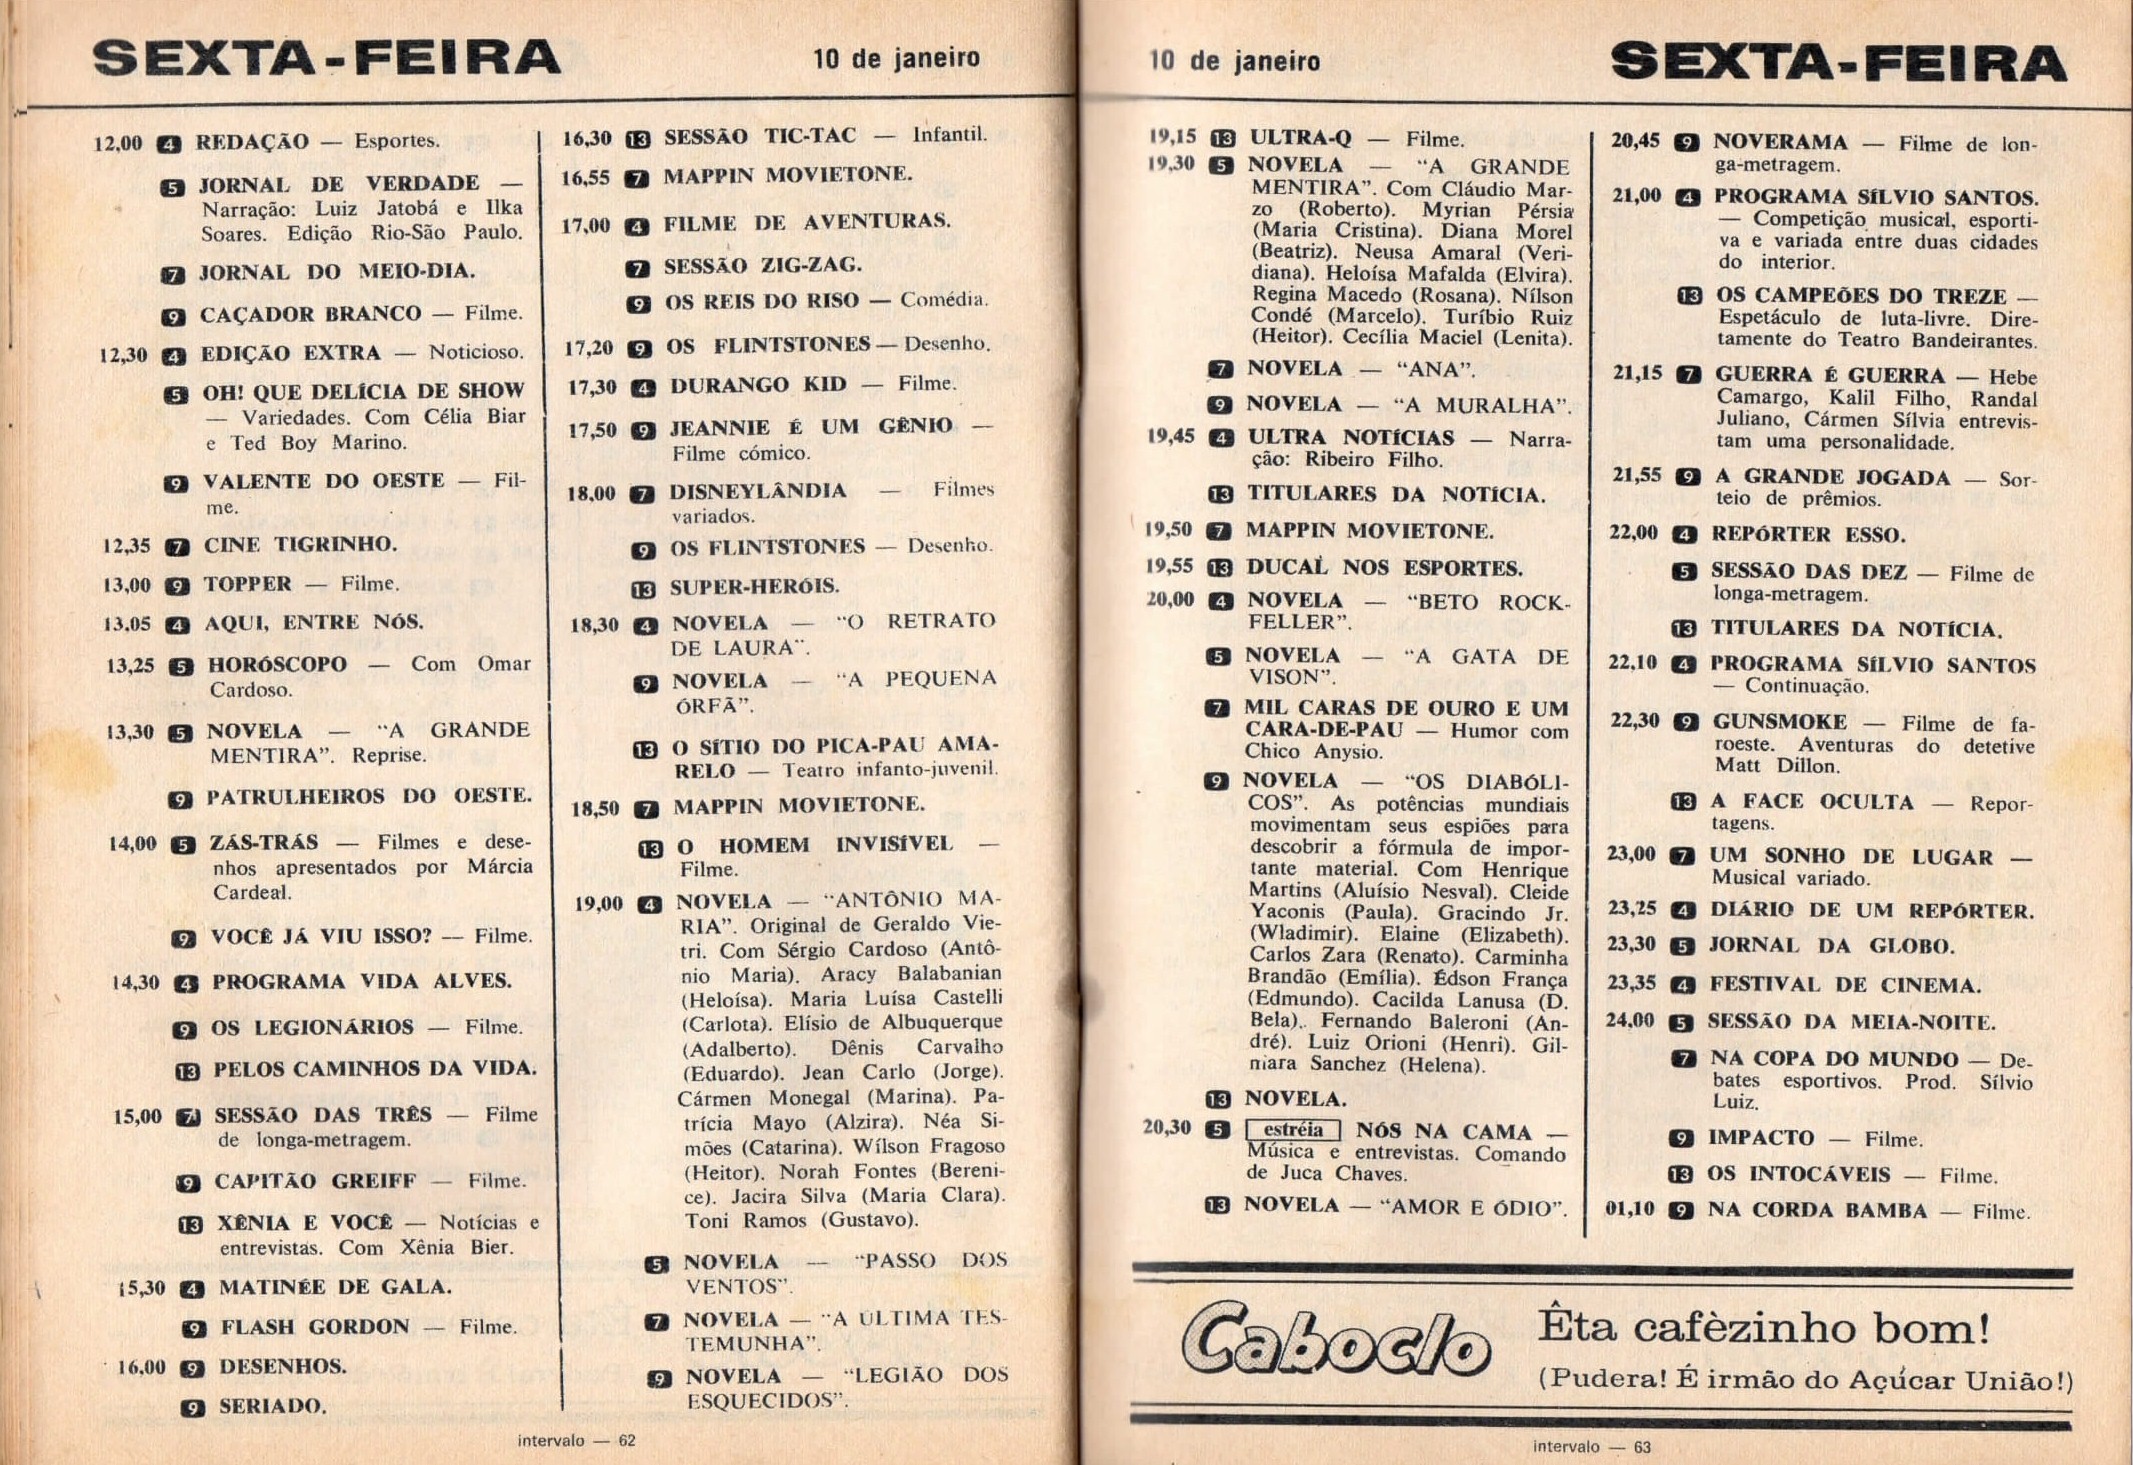 SEXTA-FEIRA
10 de janeiro
12,00 4 REDAÇÃO — Esportes.
5 JORNAL DE VERDADE —
Narração: Luiz Jatobá e Ilka
Soares. Edição Rio-São Paulo.
7 JORNAL DO MEIO-DIA.
9 CAÇADOR BRANCO — Filme.
12,30 4 EDIÇÃO EXTRA — Noticioso.
5 OH! QUE DELÍCIA DE SHOW
— Variedades. Com Célia Biar
e Ted Boy Marino.
9 VALENTE DO OESTE — Fil-
me.
12,35 7 CINE TIGRINHO.
13,00 9 TOPPER — Filme.
13,05 4 AQUI, ENTRE NÓS.
13,25 5 HORÓSCOPO — Com Omar
Cardoso.
13,30 5 NOVELA — "A GRANDE
MENTIRA". Reprise.
9 PATRULHEIROS DO OESTE.
14,00 5 ZÁS-TRÁS — Filmes e dese-
nhos apresentados por Márcia
Cardeal.
9 VOCÊ JÁ VIU ISSO? — Filme.
14,30 4 PROGRAMA VIDA ALVES.
9 OS LEGIONÁRIOS — Filme.
13 PELOS CAMINHOS DA VIDA.
15,00 7 SESSÃO DAS TRÊS — Filme
de longa-metragem.
9 CAPITÃO GREIFF — Filme.
13 XÊNIA E VOCÊ — Notícias e
entrevistas. Com Xênia Bier.
15,30 4 MATINÉE DE GALA.
9 FLASH GORDON — Filme.
16,00 9 DESENHOS.
9 SERIADO.
16,30 13 SESSÃO TIC-TAC — Infantil.
16,55 7 MAPPIN MOVIETONE.
17,00 4 FILME DE AVENTURAS.
7 SESSÃO ZIG-ZAG.
9 OS REIS DO RISO — Comédia.
17,20 9 OS FLINTSTONES — Desenho.
17,30 4 DURANGO KID — Filme.
17,50 9 JEANNIE É UM GÊNIO —
Filme cómico.
18,00 7 DISNEYLÂNDIA — Filmes
variados.
9 OS FLINTSTONES — Desenho.
13 SUPER-HERÓIS.
18,30 4 NOVELA — "O RETRATO
DE LAURA".
9 NOVELA — "A PEQUENA
ÓRFÃ".
13 O SÍTIO DO PICA-PAU AMA-
RELO — Teatro infanto-juvenil.
18,50 7 MAPPIN MOVIETONE.
13 O HOMEM INVISÍVEL —
Filme.
19,00 4 NOVELA — "ANTÔNIO MA-
RIA". Original de Geraldo Vie-
tri. Com Sérgio Cardoso (Antô-
nio Maria). Aracy Balabanian
(Heloísa). Maria Luísa Castelli
(Carlota). Elísio de Albuquerque
(Adalberto). Dênis Carvalho
(Eduardo). Jean Carlo (Jorge).
Cármen Monegal (Marina). Pa-
trícia Mayo (Alzira). Néa Si-
mões (Catarina). Wílson Fragoso
(Heitor). Norah Fontes (Bereni-
ce). Jacira Silva (Maria Clara).
Toni Ramos (Gustavo).
5 NOVELA — "PASSO DOS
VENTOS".
7 NOVELA — "A ÚLTIMA TES-
TEMUNHA".
9 NOVELA — "LEGIÃO DOS
ESQUECIDOS".
intervalo — 62
10 de janeiro
SEXTA-FEIRA
19,15 13 ULTRA-Q — Filme.
19,30 5 NOVELA — "A GRANDE
MENTIRA". Com Cláudio Mar-
zo (Roberto). Myrian Pérsia
(Maria Cristina). Diana Morel
(Beatriz). Neusa Amaral (Veri-
diana). Heloísa Mafalda (Elvira).
Regina Macedo (Rosana). Nílson
Condé (Marcelo). Turíbio Ruiz
(Heitor). Cecília Maciel (Lenita).
7 NOVELA — "ANA".
9 NOVELA — "A MURALHA".
19,45 4 ULTRA NOTÍCIAS — Narra-
ção: Ribeiro Filho.
13 TITULARES DA NOTÍCIA.
19,50 7 MAPPIN MOVIETONE.
19,55 13 DUCAL NOS ESPORTES.
20,00 4 NOVELA — "BETO ROCK-
FELLER".
5 NOVELA — "A GATA DE
VISON".
7 MIL CARAS DE OURO E UM
CARA-DE-PAU — Humor com
Chico Anysio.
9 NOVELA — "OS DIABÓLI-
COS". As potências mundiais
movimentam seus espiões para
descobrir a fórmula de impor-
tante material. Com Henrique
Martins (Aluísio Nesval). Cleide
Yaconis (Paula). Gracindo Jr.
(Wladimir). Elaine (Elizabeth).
Carlos Zara (Renato). Carminha
Brandão (Emília). Édson França
(Edmundo). Cacilda Lanusa (D.
Bela). Fernando Baleroni (An-
dré). Luiz Orioni (Henri). Gil-
mara Sanchez (Helena).
13 NOVELA.
20,30 5 estréia NÓS NA CAMA —
Música e entrevistas. Comando
de Juca Chaves.
13 NOVELA — "AMOR E ÓDIO".
20,45 9 NOVERAMA — Filme de lon-
ga-metragem.
21,00 4 PROGRAMA SÍLVIO SANTOS.
— Competição musical, esporti-
va e variada entre duas cidades
do interior.
13 OS CAMPEÕES DO TREZE —
Espetáculo de luta-livre. Dire-
tamente do Teatro Bandeirantes.
21,15 7 GUERRA É GUERRA — Hebe
Camargo, Kalil Filho, Randal
Juliano, Cármen Sílvia entrevis-
tam uma personalidade.
21,55 9 A GRANDE JOGADA — Sor-
teio de prêmios.
22,00 4 REPÓRTER ESSO.
5 SESSÃO DAS DEZ — Filme de
longa-metragem.
13 TITULARES DA NOTÍCIA.
22,10 4 PROGRAMA SÍLVIO SANTOS
— Continuação.
22,30 9 GUNSMOKE — Filme de fa-
roeste. Aventuras do detetive
Matt Dillon.
13 A FACE OCULTA — Repor-
tagens.
23,00 7 UM SONHO DE LUGAR —
Musical variado.
23,25 4 DIÁRIO DE UM REPÓRTER.
23,30 5 JORNAL DA GLOBO.
23,35 4 FESTIVAL DE CINEMA.
24,00 5 SESSÃO DA MEIA-NOITE.
7 NA COPA DO MUNDO — De-
bates esportivos. Prod. Sílvio
Luiz.
9 IMPACTO — Filme.
13 OS INTOCÁVEIS — Filme.
01,10 9 NA CORDA BAMBA — Filme.
Caboclo
Êta cafèzinho bom!
(Pudera! É irmão do Açúcar União!)
intervalo — 63